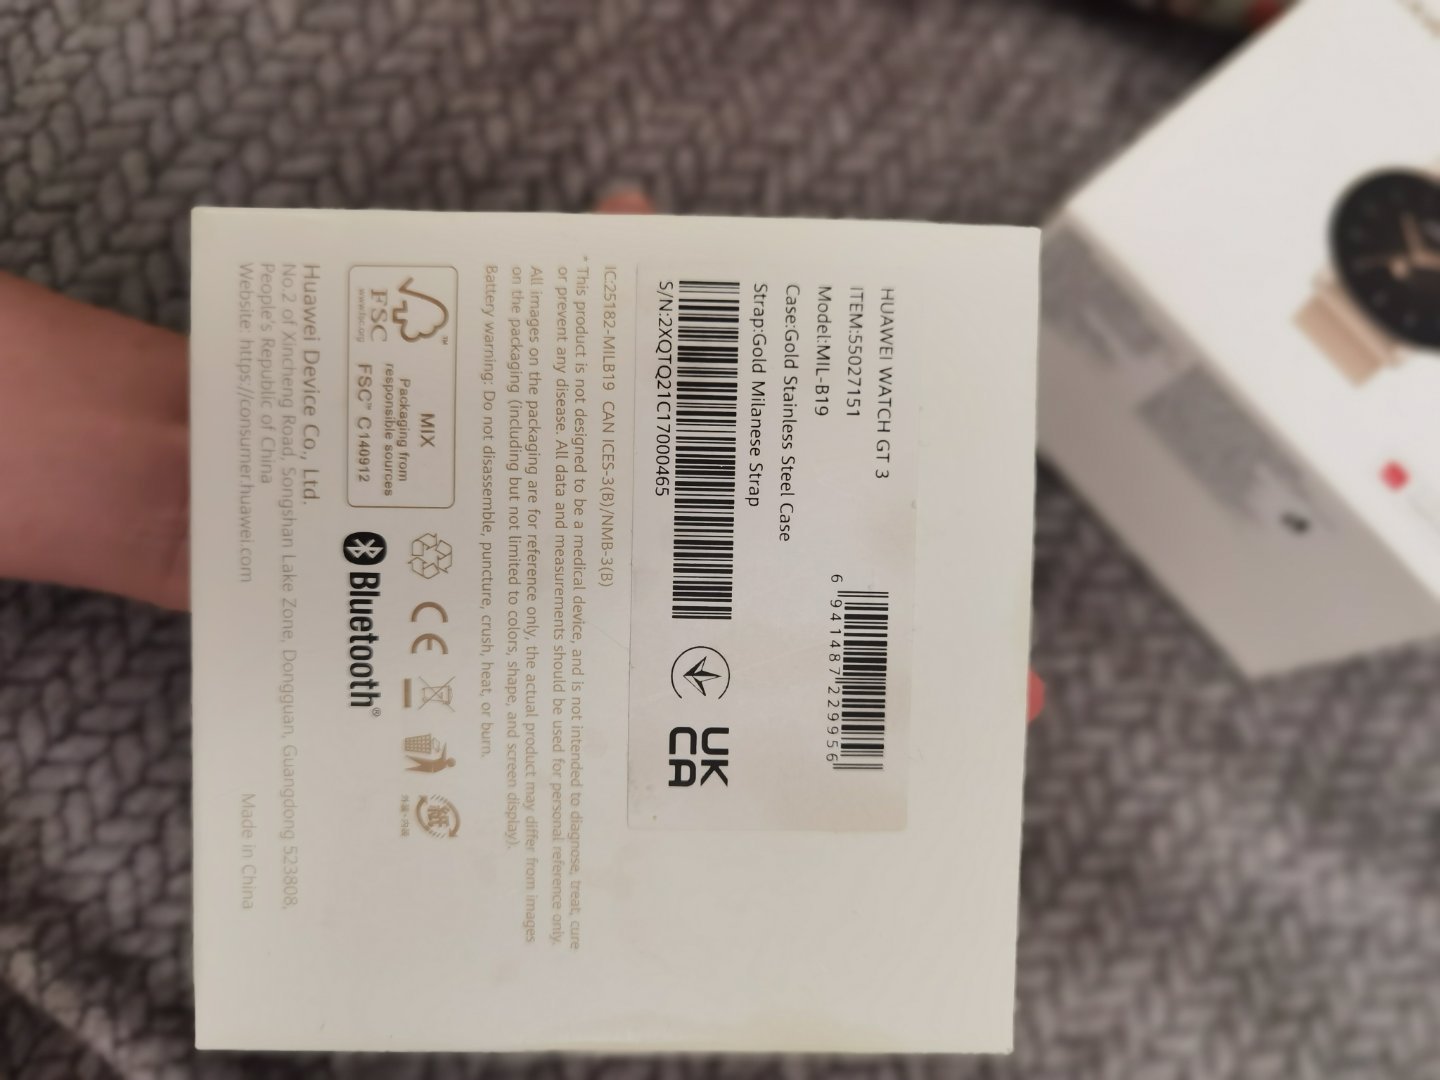 HUAWEI WATCH GT 3
ITEM:55027151
Model:MIL-B19
Case:Gold Stainless Steel Case
Strap:Gold Milanese Strap
6 941487 229956
S/N:2XQTQ21C17000465
UK
CA
IC:25182-MILB19 CAN ICES-3(B)/NMB-3(B)
* This product is not designed to be a medical device, and is not intended to diagnose, treat, cure
or prevent any disease. All data and measurements should be used for personal reference only.
All images on the packaging are for reference only, the actual product may differ from images
on the packaging (including but not limited to colors, shape, and screen display).
Battery warning: Do not disassemble, puncture, crush, heat, or burn.
FSC™
www.fsc.org
MIX
Packaging from
responsible sources
FSC™ C140912
CE
紙
外盒・内盒
Bluetooth®
Huawei Device Co., Ltd.
No.2 of Xincheng Road, Songshan Lake Zone, Dongguan, Guangdong 523808,
People's Republic of China
Website: https://consumer.huawei.com
Made in China